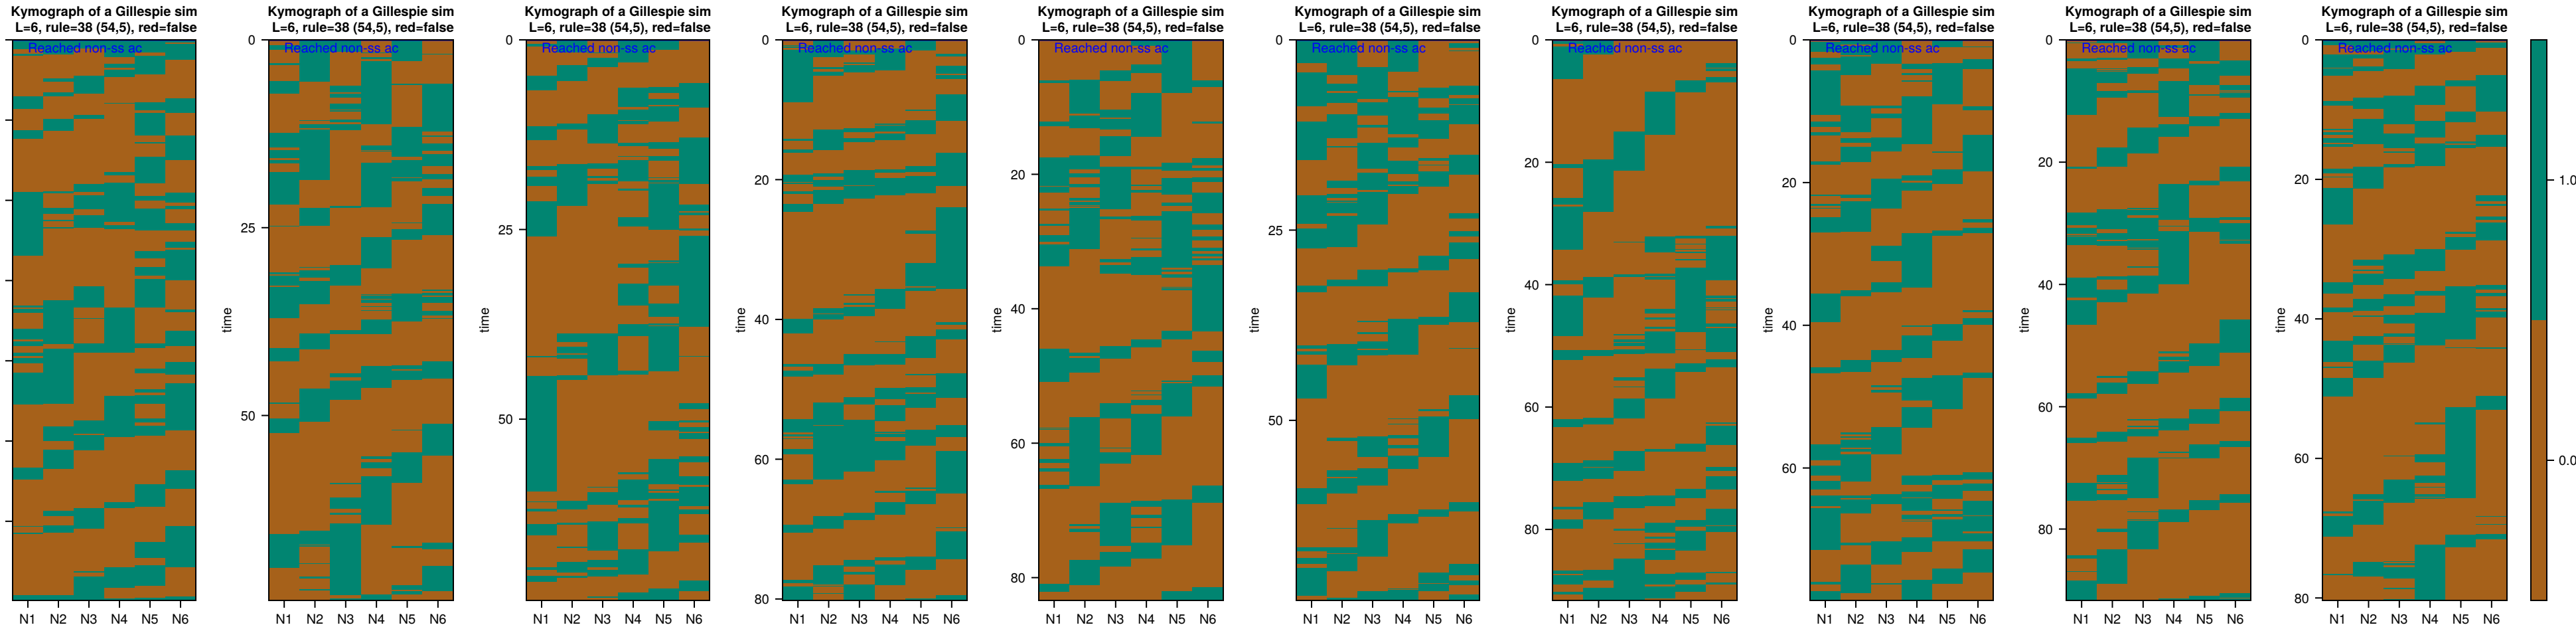 Kymograph of a Gillespie sim
L=6, rule=38 (54,5), red=false
Reached non-ss ac
N1 N2 N3 N4 N5 N6
Kymograph of a Gillespie sim
L=6, rule=38 (54,5), red=false
Reached non-ss ac
0
25
50
time
N1 N2 N3 N4 N5 N6
Kymograph of a Gillespie sim
L=6, rule=38 (54,5), red=false
Reached non-ss ac
0
25
50
time
N1 N2 N3 N4 N5 N6
Kymograph of a Gillespie sim
L=6, rule=38 (54,5), red=false
Reached non-ss ac
0
20
40
60
80
time
N1 N2 N3 N4 N5 N6
Kymograph of a Gillespie sim
L=6, rule=38 (54,5), red=false
Reached non-ss ac
0
20
40
60
80
time
N1 N2 N3 N4 N5 N6
Kymograph of a Gillespie sim
L=6, rule=38 (54,5), red=false
Reached non-ss ac
0
25
50
time
N1 N2 N3 N4 N5 N6
Kymograph of a Gillespie sim
L=6, rule=38 (54,5), red=false
Reached non-ss ac
0
20
40
60
80
time
N1 N2 N3 N4 N5 N6
Kymograph of a Gillespie sim
L=6, rule=38 (54,5), red=false
Reached non-ss ac
0
20
40
60
time
N1 N2 N3 N4 N5 N6
Kymograph of a Gillespie sim
L=6, rule=38 (54,5), red=false
Reached non-ss ac
0
20
40
60
80
time
N1 N2 N3 N4 N5 N6
Kymograph of a Gillespie sim
L=6, rule=38 (54,5), red=false
Reached non-ss ac
0
20
40
60
80
time
N1 N2 N3 N4 N5 N6
1.0
0.0